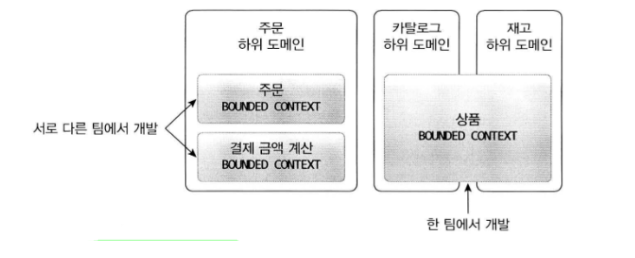 주문
하위 도메인
카탈로그
하위 도메인
재고
하위 도메인
주문
BOUNDED CONTEXT
서로 다른 팀에서 개발
결제 금액 계산
BOUNDED CONTEXT
상품
BOUNDED CONTEXT
한 팀에서 개발